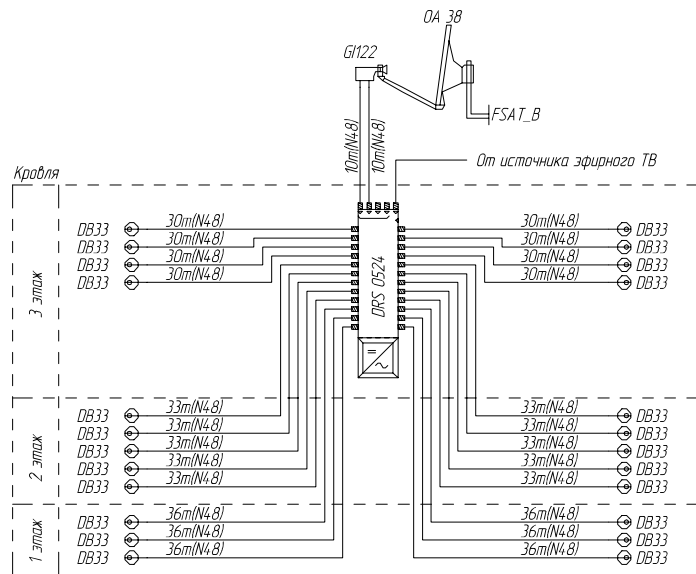 OA 38
GI122
FSAT_B
10m(N48)
10m(N48)
От источника эфирного ТВ
Кровля
3 этаж
DB33 30m(N48) 30m(N48) DB33
DB33 30m(N48) 30m(N48) DB33
DB33 30m(N48) 30m(N48) DB33
DB33 30m(N48) 30m(N48) DB33
DRS 0524
2 этаж
DB33 33m(N48) 33m(N48) DB33
DB33 33m(N48) 33m(N48) DB33
DB33 33m(N48) 33m(N48) DB33
DB33 33m(N48) 33m(N48) DB33
DB33 33m(N48) 33m(N48) DB33
1 этаж
DB33 36m(N48) 36m(N48) DB33
DB33 36m(N48) 36m(N48) DB33
DB33 36m(N48) 36m(N48) DB33